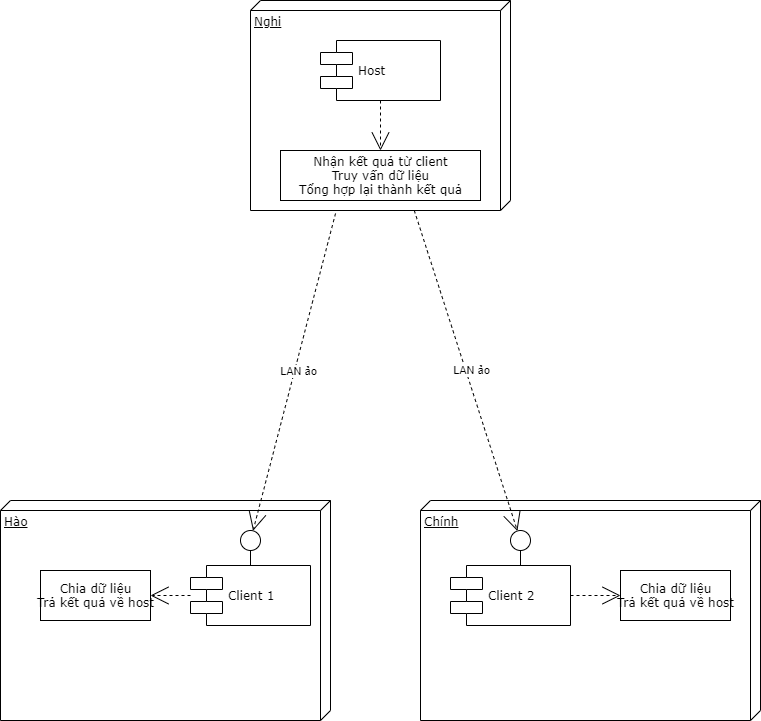 Nghi
Host
Nhận kết quả từ client
Truy vấn dữ liệu
Tổng hợp lại thành kết quả
LAN ảo
LAN ảo
Hào
Chia dữ liệu
Trả kết quả về host
Client 1
Chính
Client 2
Chia dữ liệu
Trả kết quả về host